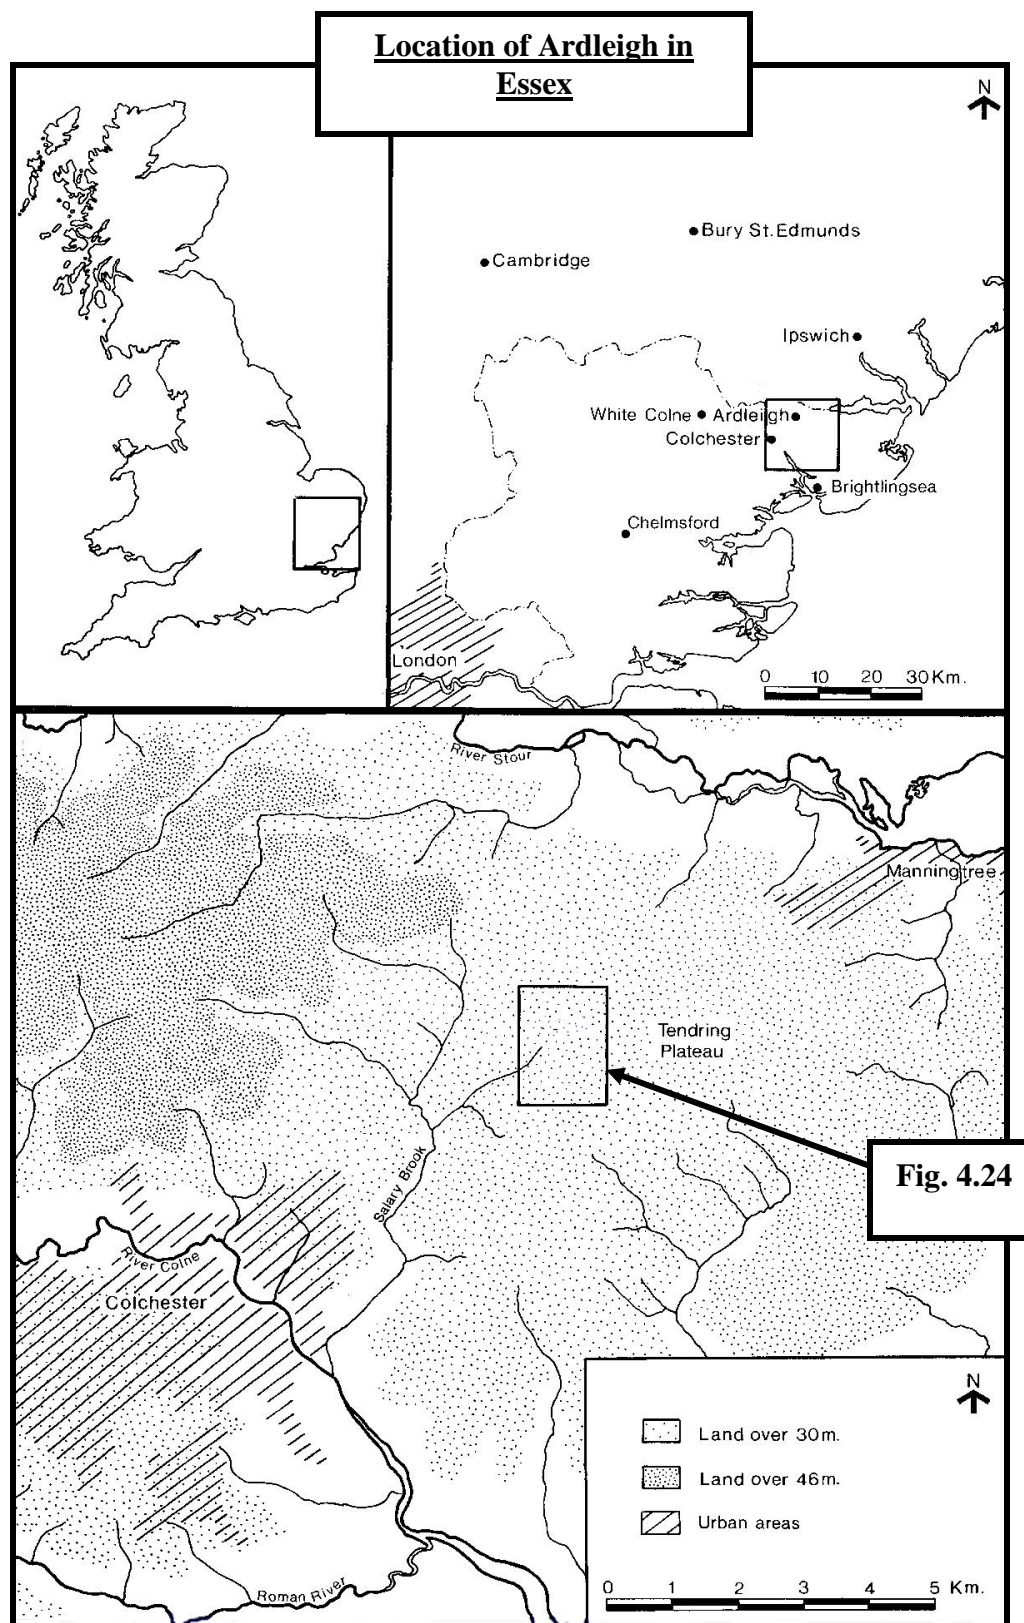 Location of Ardleigh in
Essex
N
Bury St.Edmunds
Cambridge
Ipswich
White Colne
Ardleigh
Colchester
Brightlingsea
Chelmsford
London
0 10 20 30 Km.
River Stour
Manningtree
Tendring
Plateau
Fig. 4.24
Salary Brook
River Colne
Colchester
N
Land over 30m.
Land over 46m.
Urban areas
Roman River
0 1 2 3 4 5 Km.